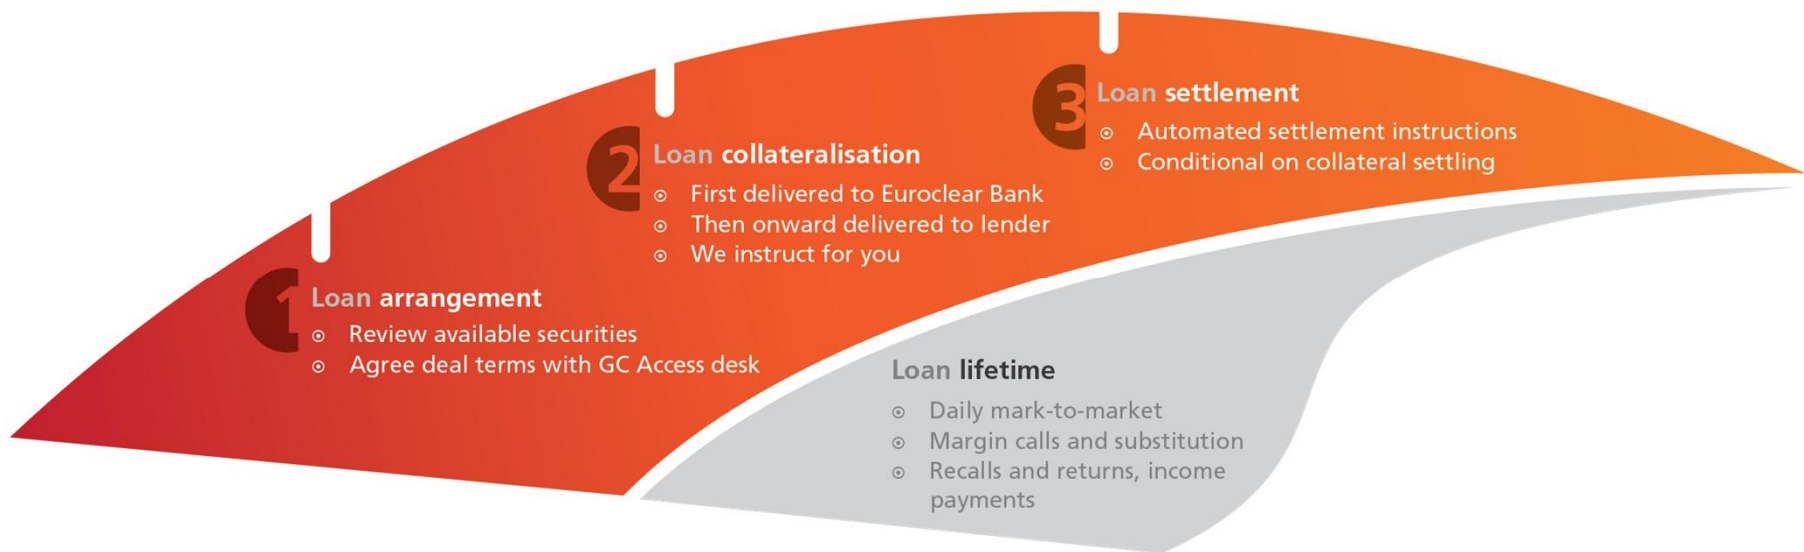 1
Loan arrangement
Review available securities
Agree deal terms with GC Access desk
2
Loan collateralisation
First delivered to Euroclear Bank
Then onward delivered to lender
We instruct for you
3
Loan settlement
Automated settlement instructions
Conditional on collateral settling
Loan lifetime
Daily mark-to-market
Margin calls and substitution
Recalls and returns, income
payments